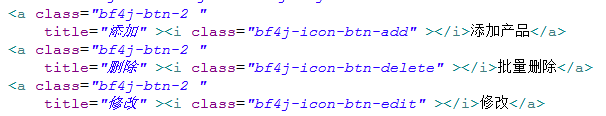 <a class="bf4j-btn-2 "
title="添加" ><i class="bf4j-icon-btn-add" ></i>添加产品</a>
<a class="bf4j-btn-2 "
title="删除" ><i class="bf4j-icon-btn-delete" ></i>批量删除</a>
<a class="bf4j-btn-2 "
title="修改" ><i class="bf4j-icon-btn-edit" ></i>修改</a>